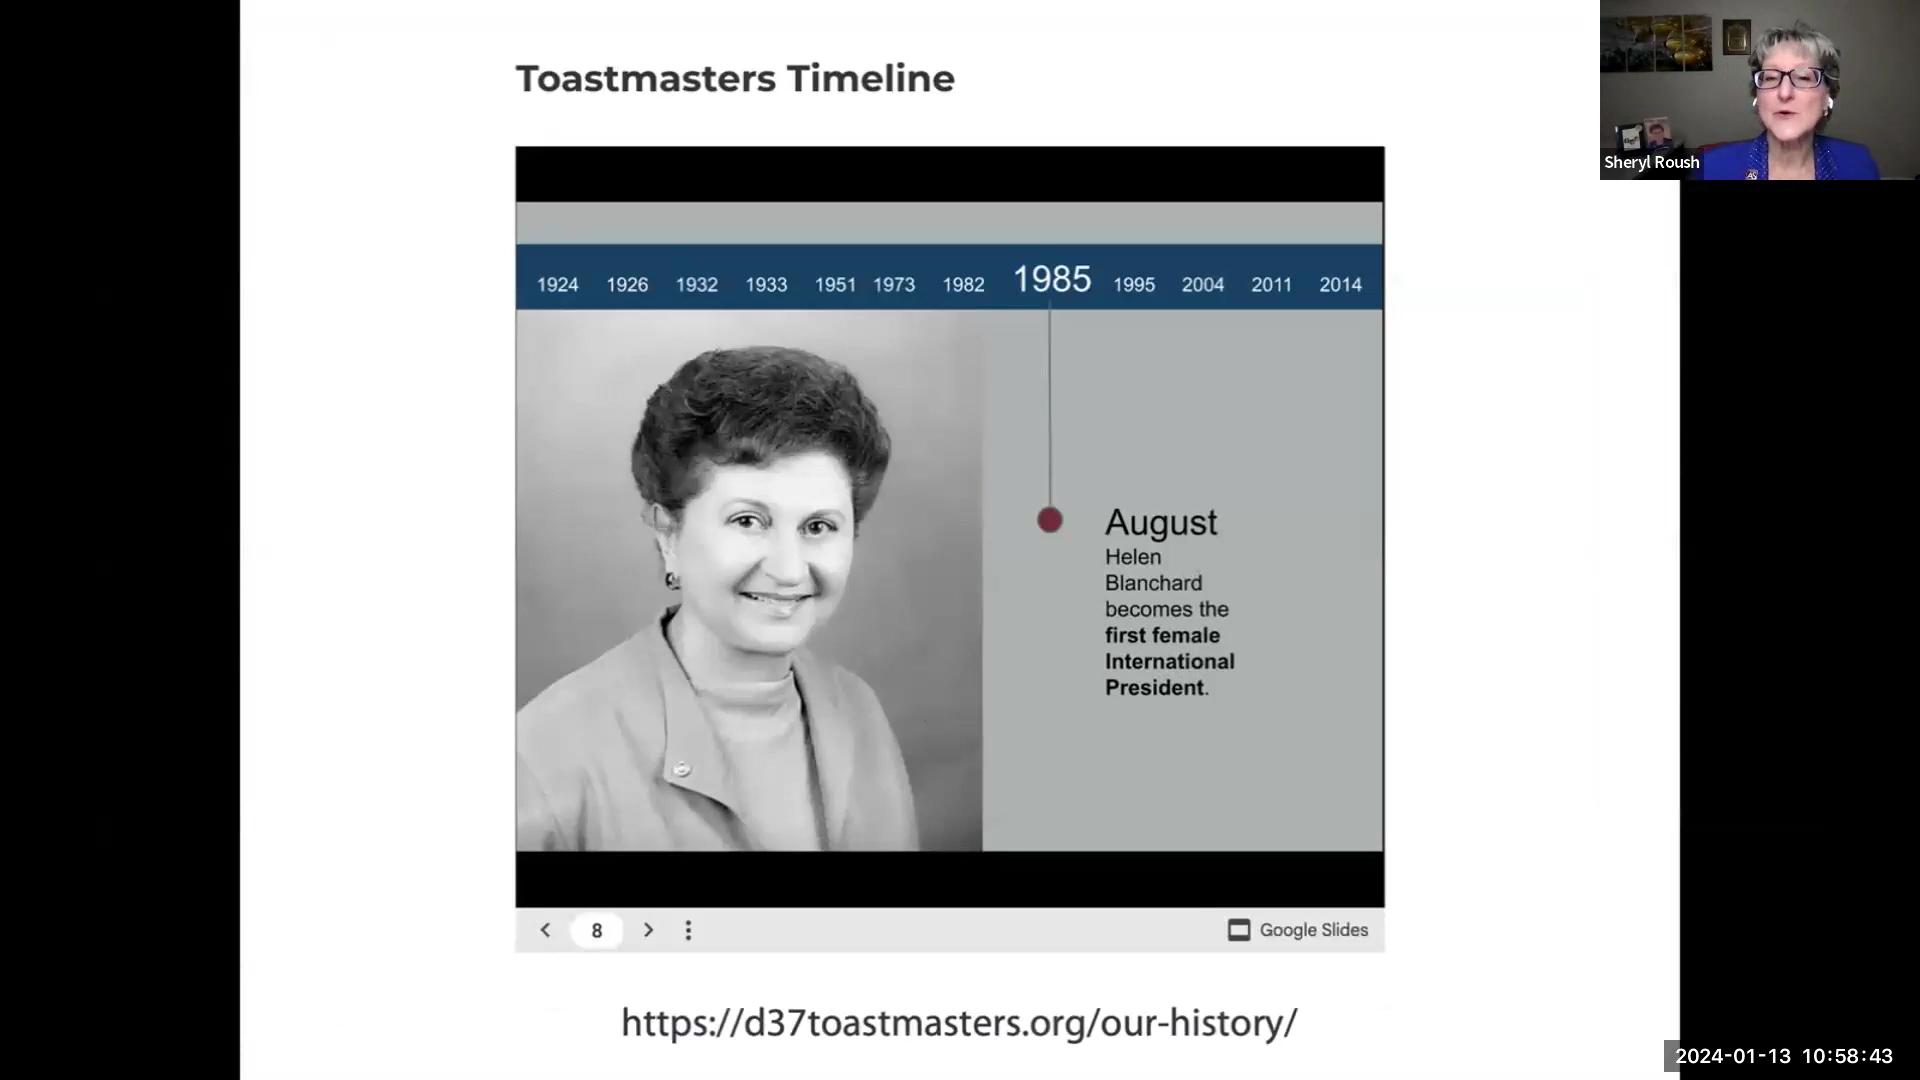 Toastmasters Timeline
Sheryl Roush
1924 1926 1932 1933 1951 1973 1982 1985 1995 2004 2011 2014
August
Helen
Blanchard
becomes the
first female
International
President.
8
Google Slides
https://d37toastmasters.org/our-history/
2024-01-13 10:58:43